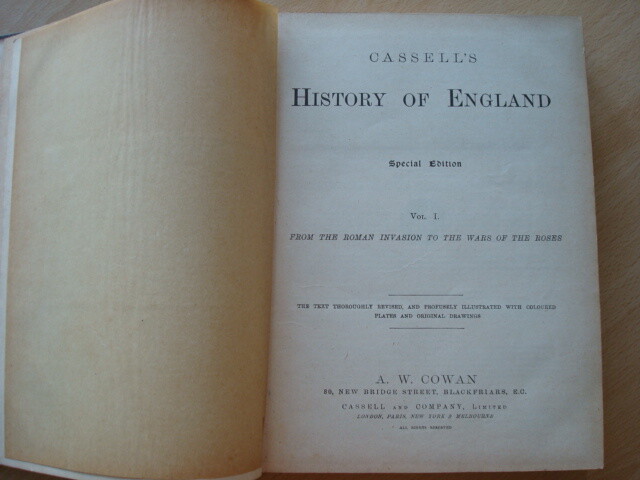 CASSELL'S
HISTORY OF ENGLAND
Special Edition
VOL. I.
FROM THE ROMAN INVASION TO THE WARS OF THE ROSES
THE TEXT THOROUGHLY REVISED, AND PROFUSELY ILLUSTRATED WITH COLOURED
PLATES AND ORIGINAL DRAWINGS
A. W. COWAN
NEW BRIDGE STREET, BLACKFRIARS, E.C.
CASSELL AND COMPANY, LIMITED
LONDON, PARIS, NEW YORK & MELBOURNE
ALL RIGHTS RESERVED